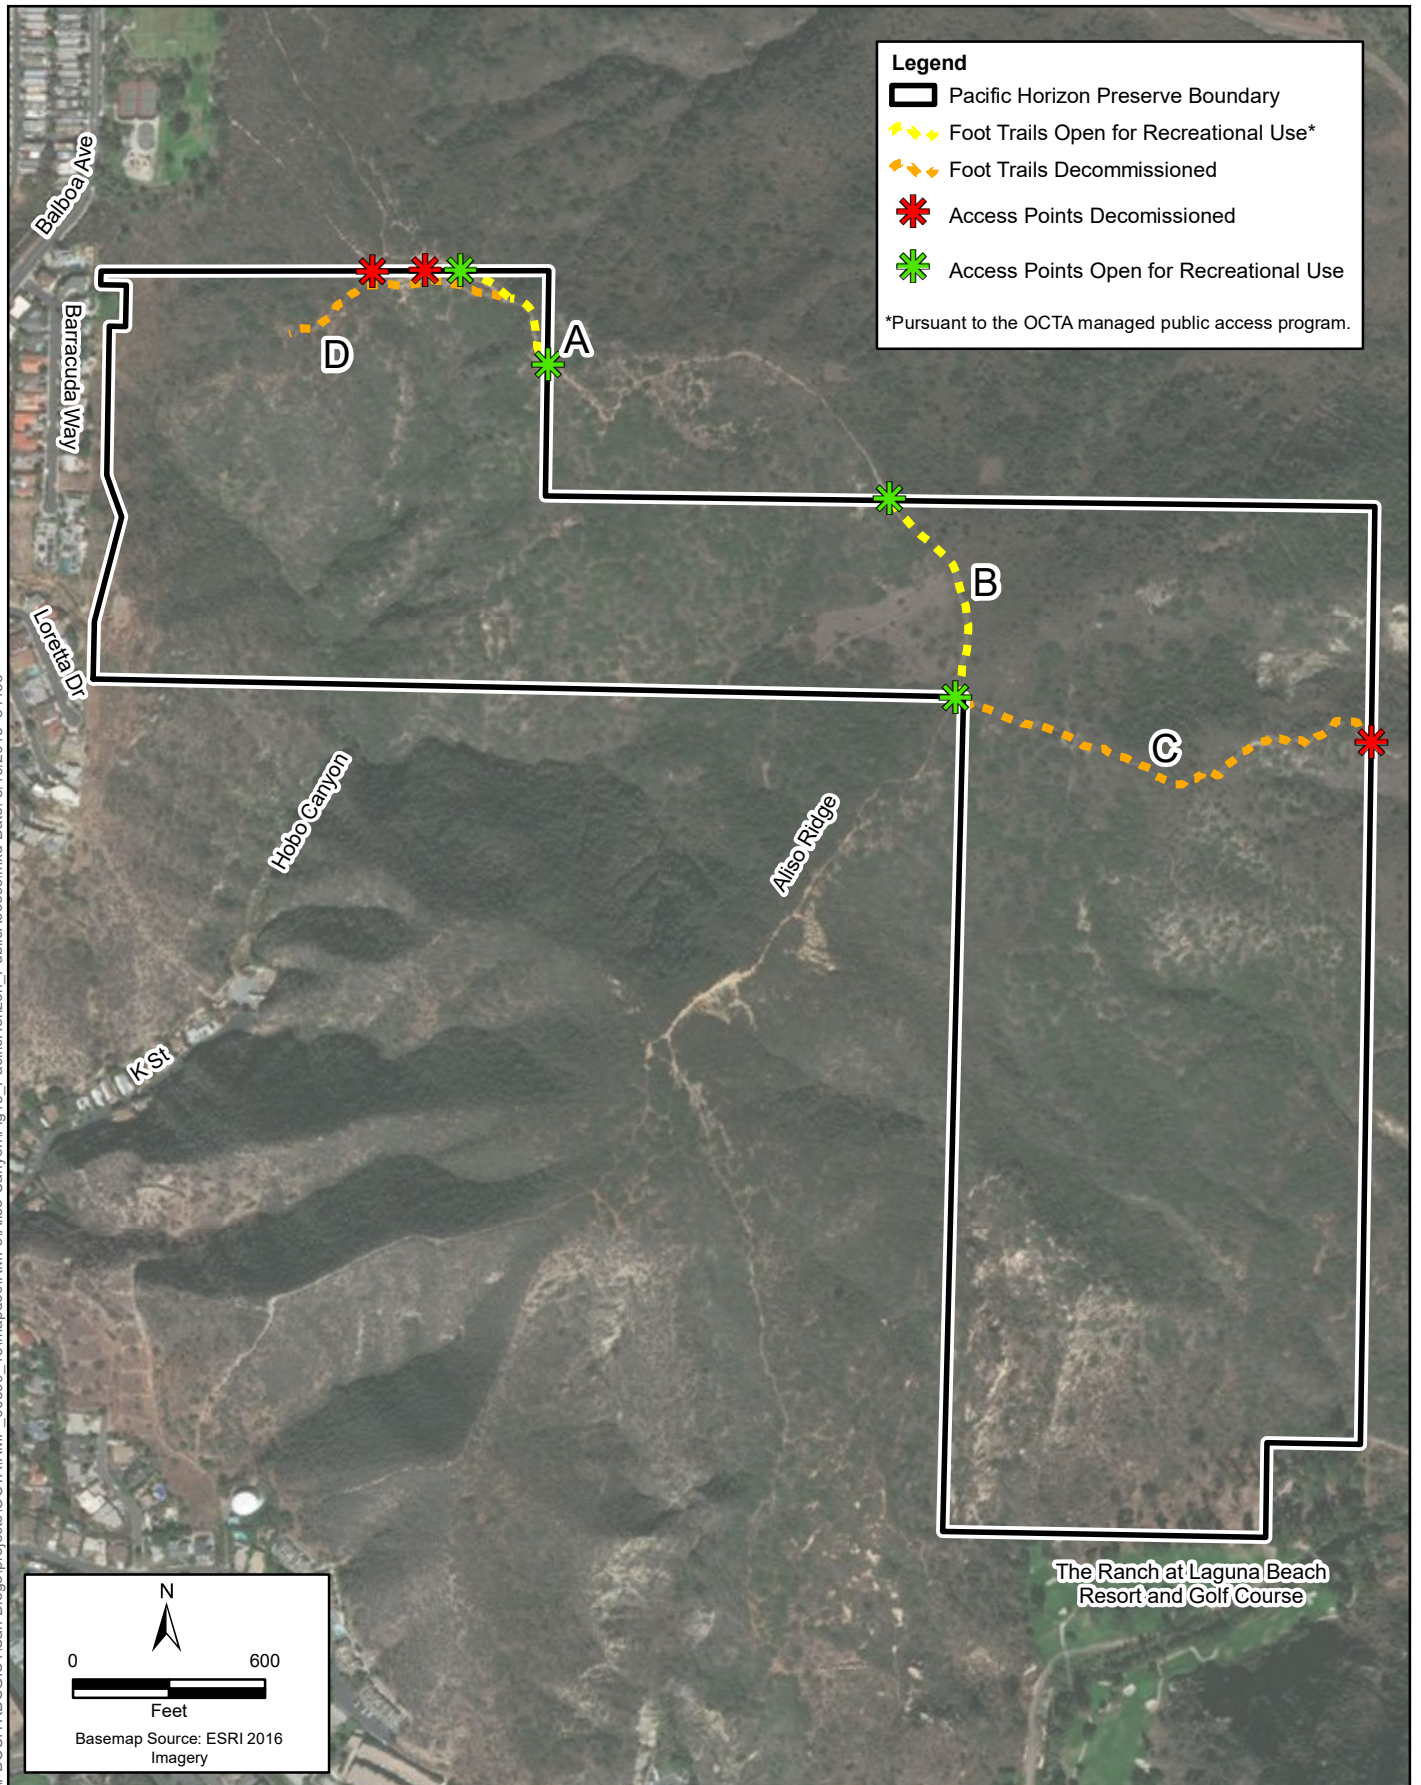 Legend
Pacific Horizon Preserve Boundary
Foot Trails Open for Recreational Use*
Foot Trails Decommissioned
Access Points Decomissioned
Access Points Open for Recreational Use
*Pursuant to the OCTA managed public access program.
Balboa Ave
Barracuda Way
D
A
B
Loretta Dr
C
Hobo Canyon
Aliso Ridge
K St
The Ranch at Laguna Beach
Resort and Golf Course
N
0 600
Feet
Basemap Source: ESRI 2016
Imagery